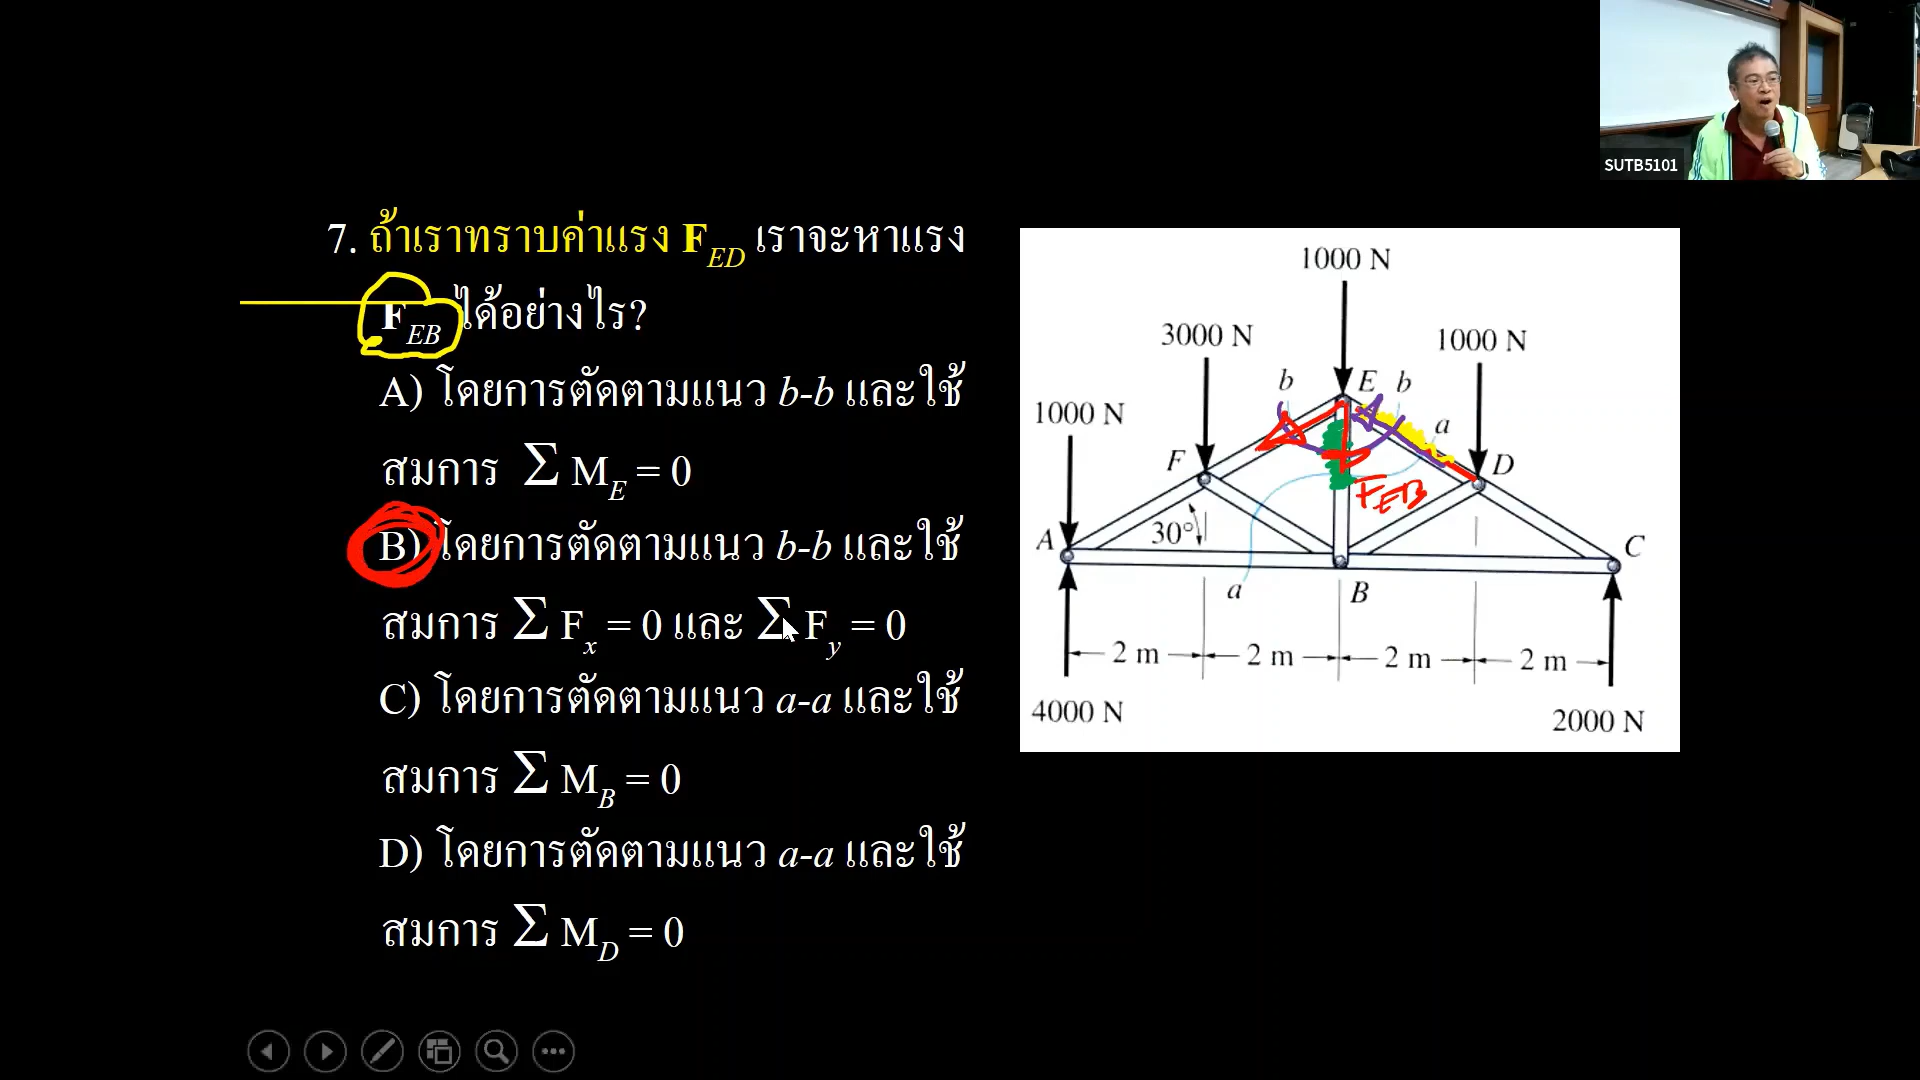 SUTB5101
7. ถ้าเราทราบค่าแรง F_ED เราจะหาแรง
F_EB ได้อย่างไร?
A) โดยการตัดตามแนว b-b และใช้
สมการ ∑ M_E = 0
B) โดยการตัดตามแนว b-b และใช้
สมการ ∑ F_x = 0 และ ∑ F_y = 0
C) โดยการตัดตามแนว a-a และใช้
สมการ ∑ M_B = 0
D) โดยการตัดตามแนว a-a และใช้
สมการ ∑ M_D = 0
1000 N
3000 N
1000 N
b
E
b
1000 N
a
F
D
F_EB
30°
A
C
a
B
2 m
2 m
2 m
2 m
4000 N
2000 N